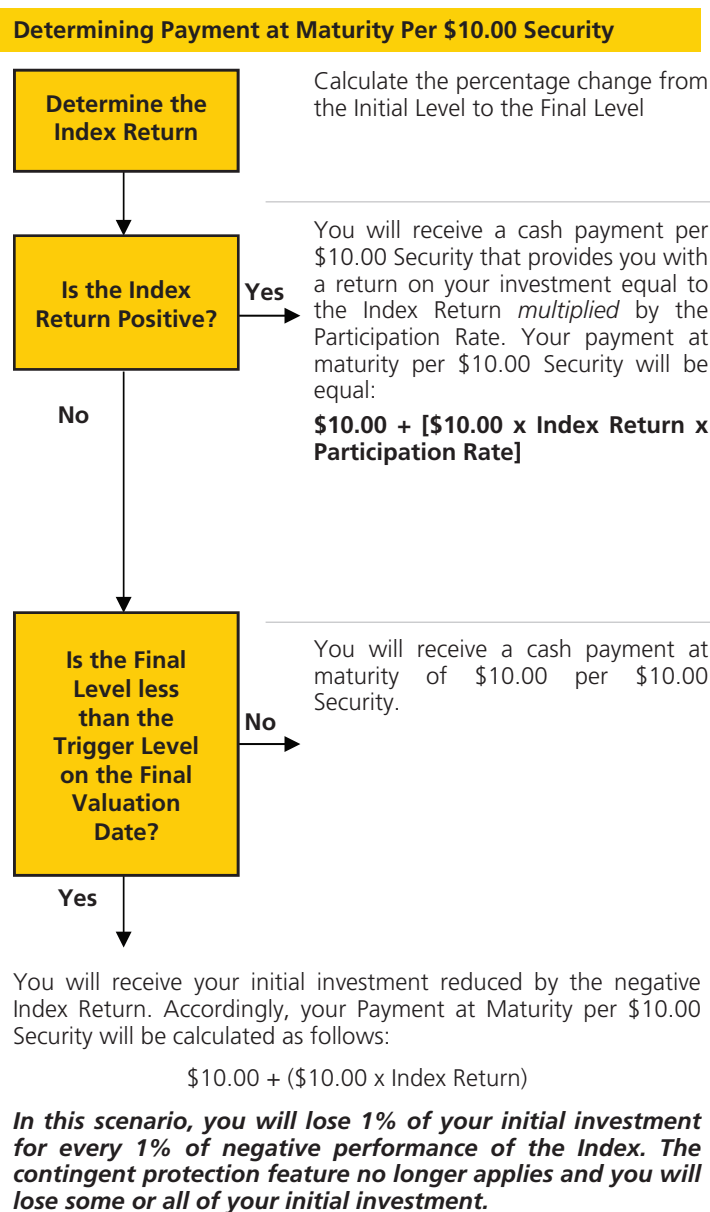 Determining Payment at Maturity Per $10.00 Security
Determine the
Index Return
Calculate the percentage change from
the Initial Level to the Final Level
Is the Index
Return Positive?
Yes
You will receive a cash payment per
$10.00 Security that provides you with
a return on your investment equal to
the Index Return multiplied by the
Participation Rate. Your payment at
maturity per $10.00 Security will be
equal:
$10.00 + [$10.00 x Index Return x
Participation Rate]
No
Is the Final
Level less
than the
Trigger Level
on the Final
Valuation
Date?
No
You will receive a cash payment at
maturity of $10.00 per $10.00
Security.
Yes
You will receive your initial investment reduced by the negative
Index Return. Accordingly, your Payment at Maturity per $10.00
Security will be calculated as follows:
$10.00 + ($10.00 x Index Return)
In this scenario, you will lose 1% of your initial investment
for every 1% of negative performance of the Index. The
contingent protection feature no longer applies and you will
lose some or all of your initial investment.